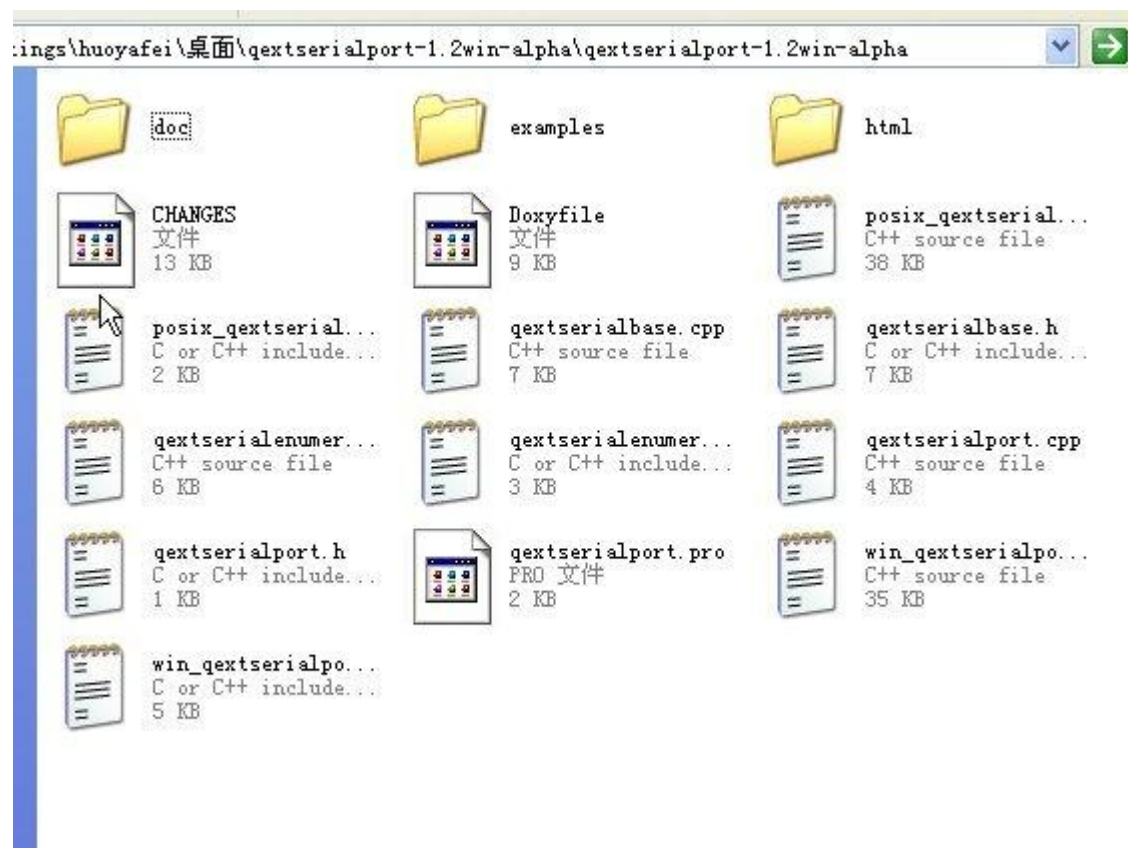 ings\huoyafei\桌面\qextserialport-1.2win-alpha\qextserialport-1.2win-alpha
doc
examples
html
CHANGES
文件
13 KB
Doxyfile
文件
9 KB
posix_qextserial...
C++ source file
38 KB
posix_qextserial...
C or C++ include...
2 KB
qextserialbase.cpp
C++ source file
7 KB
qextserialbase.h
C or C++ include...
7 KB
qextserialenumer...
C++ source file
6 KB
qextserialenumer...
C or C++ include...
3 KB
qextserialport.cpp
C++ source file
4 KB
qextserialport.h
C or C++ include...
1 KB
qextserialport.pro
PRO 文件
2 KB
win_qextserialpo...
C++ source file
35 KB
win_qextserialpo...
C or C++ include...
5 KB